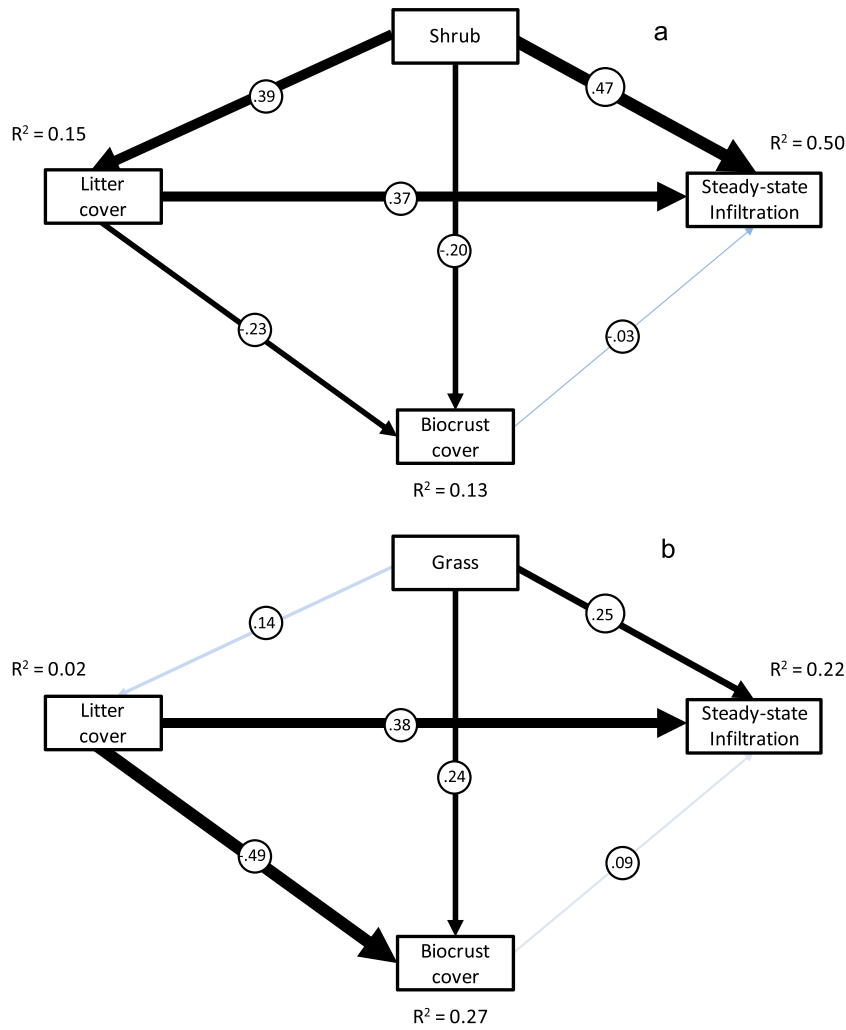 Shrub
a
.39
.47
R² = 0.15
R² = 0.50
Litter
cover
.37
Steady-state
Infiltration
-.20
-.23
-.03
Biocrust
cover
R² = 0.13
Grass
b
.14
.25
R² = 0.02
R² = 0.22
Litter
cover
.38
Steady-state
Infiltration
.24
-.49
.09
Biocrust
cover
R² = 0.27